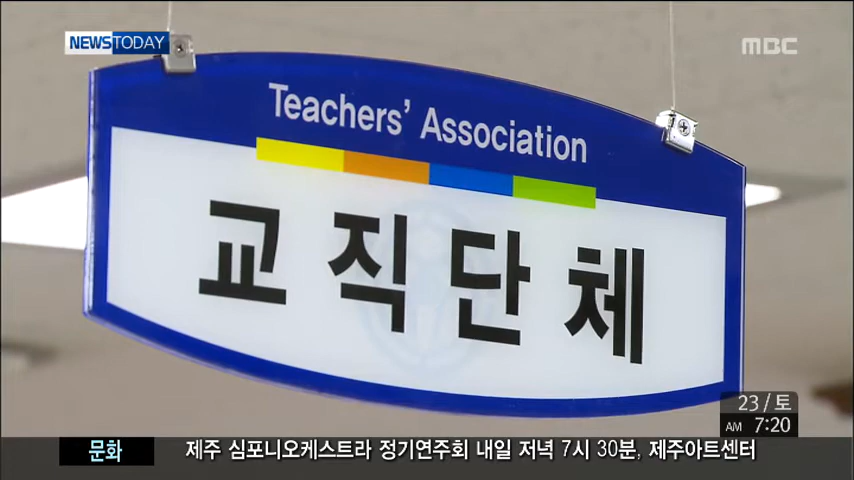 NEWSTODAY
MBC
Teachers' Association
교직단체
23/토
AM 7:20
문화 제주 심포니오케스트라 정기연주회 내일 저녁 7시 30분, 제주아트센터